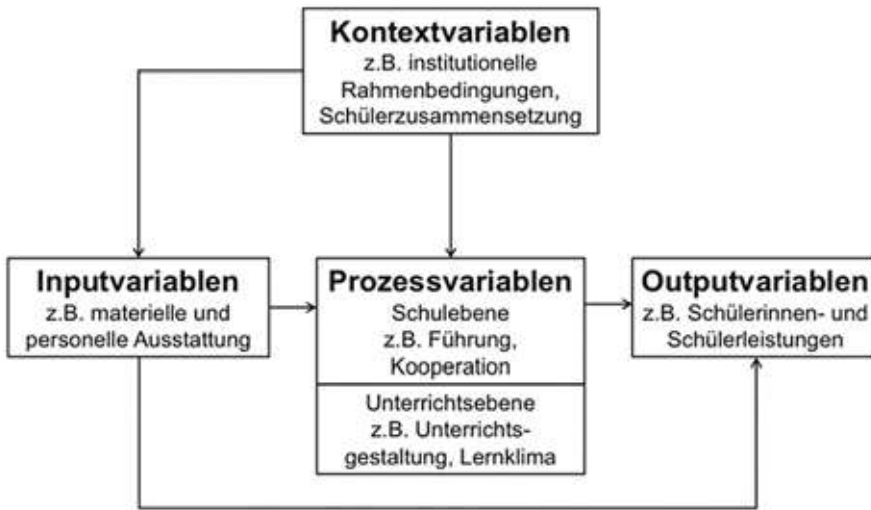 Kontextvariablen
z.B. institutionelle
Rahmenbedingungen,
Schülerzusammensetzung
Inputvariablen
z.B. materielle und
personelle Ausstattung
Prozessvariablen
Schulebene
z.B. Führung,
Kooperation
Unterrichtsebene
z.B. Unterrichts-
gestaltung, Lernklima
Outputvariablen
z.B. Schülerinnen- und
Schülerleistungen